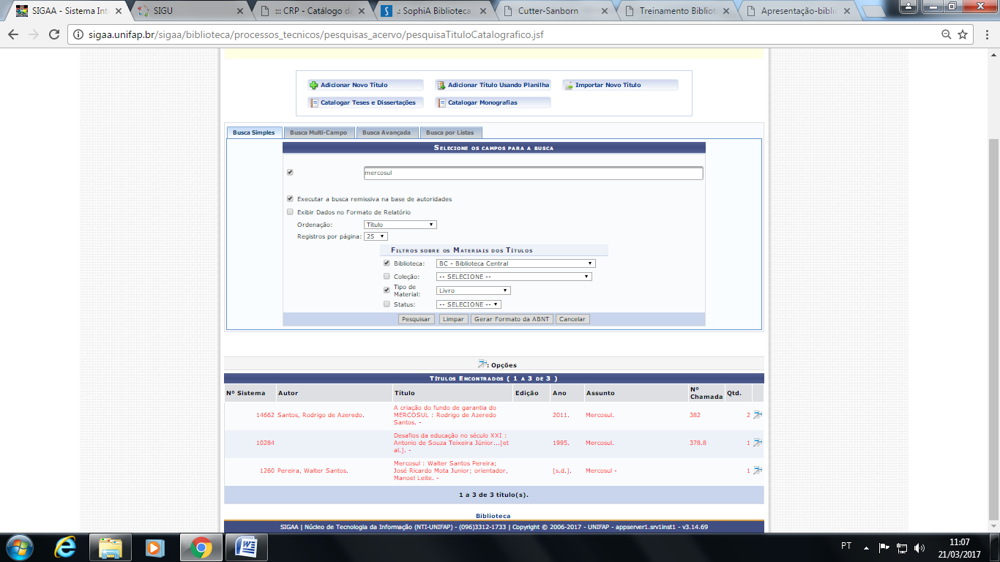 SIGAA - Sistema Inte
SIGU
::: CRP - Catálogo da
.: SophiA Biblioteca
Cutter-Sanborn
Treinamento Bibliot
Apresentação-biblio
sigaa.unifap.br/sigaa/biblioteca/processos_tecnicos/pesquisas_acervo/pesquisaTituloCatalografico.jsf
Adicionar Novo Título
Adicionar Título Usando Planilha
Importar Novo Título
Catalogar Teses e Dissertações
Catalogar Monografias
Busca Simples
Busca Multi-Campo
Busca Avançada
Busca por Listas
Selecione os campos para a busca
mercosul
Executar a busca remissiva na base de autoridades
Exibir Dados no Formato de Relatório
Ordenação: Título
Registros por página: 25
Filtros sobre os Materiais dos Títulos
Biblioteca: BC - Biblioteca Central
Coleção: -- SELECIONE --
Tipo de
Material: Livro
Status: -- SELECIONE --
Pesquisar Limpar Gerar Formato da ABNT Cancelar
: Opções
Títulos Encontrados ( 1 a 3 de 3 )
Nº Sistema Autor Título Edição Ano Assunto Nº
Chamada Qtd.
14662 Santos, Rodrigo de Azeredo. A criação do fundo de garantia do
MERCOSUL : Rodrigo de Azeredo
Santos. - 2011. Mercosul. 382 2
10284 Desafios da educação no século XXI :
Antonio de Souza Teixeira Júnior...[et
al.]. - 1995. Mercosul. 378.8 1
1260 Pereira, Walter Santos. Mercosul : Walter Santos Pereira;
José Ricardo Mota Junior; orientador,
Manoel Leite. - [s.d.]. Mercosul - 1
1 a 3 de 3 título(s).
Biblioteca
SIGAA | Núcleo de Tecnologia da Informação (NTI-UNIFAP) - (096)3312-1733 | Copyright © 2006-2017 - UNIFAP - appserver1.srv1inst1 - v3.14.69
PT
11:07
21/03/2017